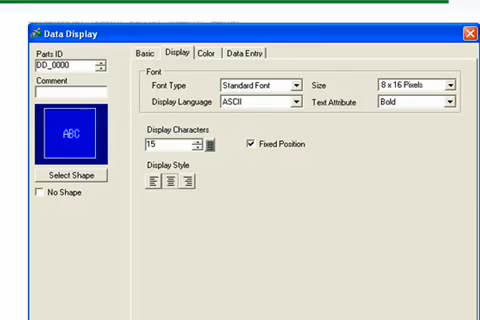 Data Display
Parts ID
DD_0000
Comment
ABC
Select Shape
No Shape
Basic Display Color Data Entry
Font
Font Type Standard Font Size 8 x 16 Pixels
Display Language ASCII Text Attribute Bold
Display Characters
15 Fixed Position
Display Style